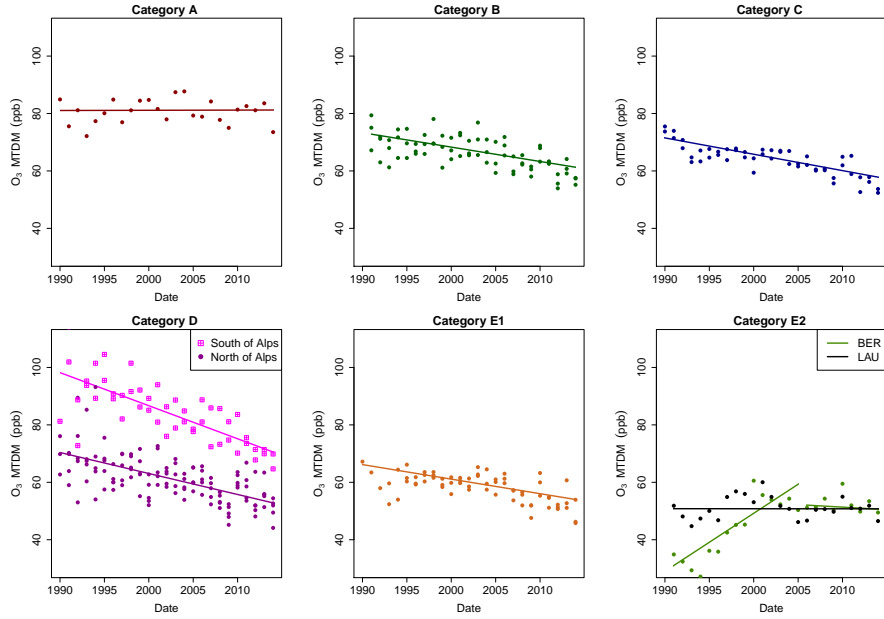 Category A
O3 MTDM (ppb)
40 60 80 100
1990 1995 2000 2005 2010
Date
Category B
O3 MTDM (ppb)
40 60 80 100
1990 1995 2000 2005 2010
Date
Category C
O3 MTDM (ppb)
40 60 80 100
1990 1995 2000 2005 2010
Date
Category D
South of Alps
North of Alps
O3 MTDM (ppb)
40 60 80 100
1990 1995 2000 2005 2010
Date
Category E1
O3 MTDM (ppb)
40 60 80 100
1990 1995 2000 2005 2010
Date
Category E2
BER
LAU
O3 MTDM (ppb)
40 60 80 100
1990 1995 2000 2005 2010
Date